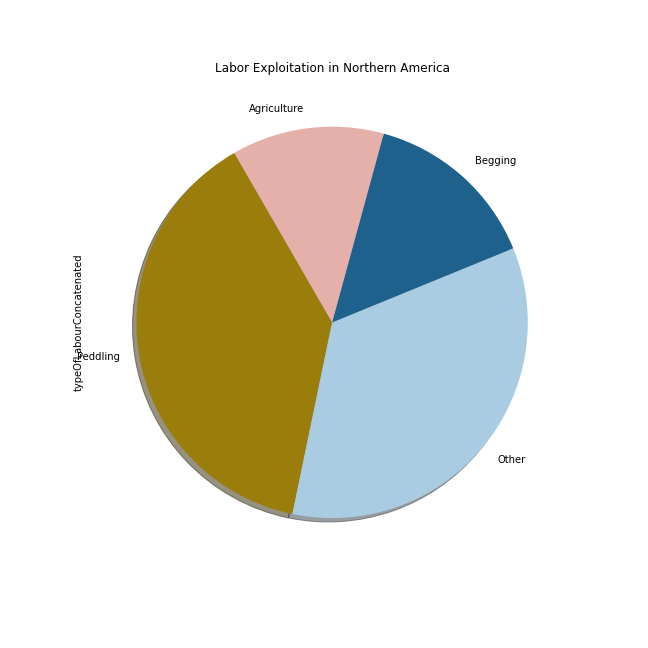 Labor Exploitation in Northern America
Agriculture
Begging
typeOfLabourConcatenated
Peddling
Other